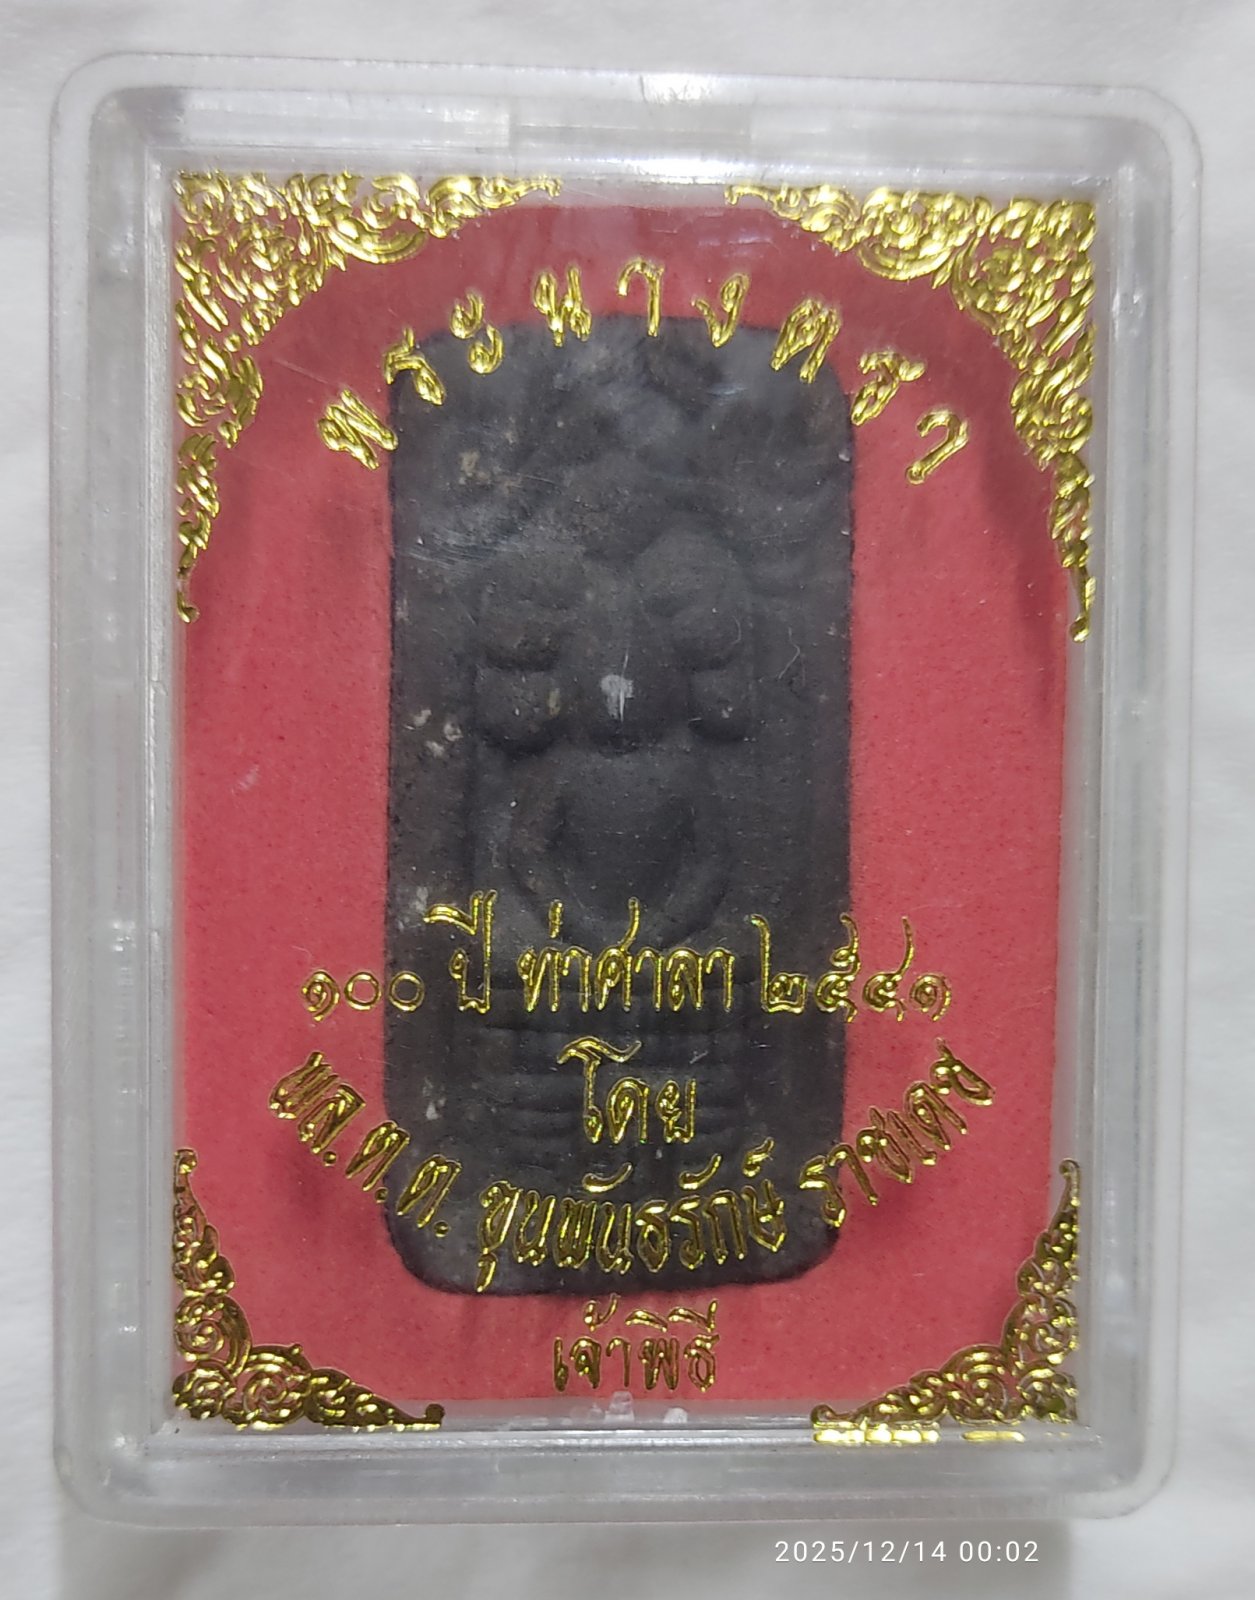 พระนางตรา
๑๐๐ ปี ท่าศาลา ๒๕๔๑
โดย
พล.ต.ต. ขุนพันธรักษ์ ราชเดช
เจ้าพิธี
2025/12/14 00:02